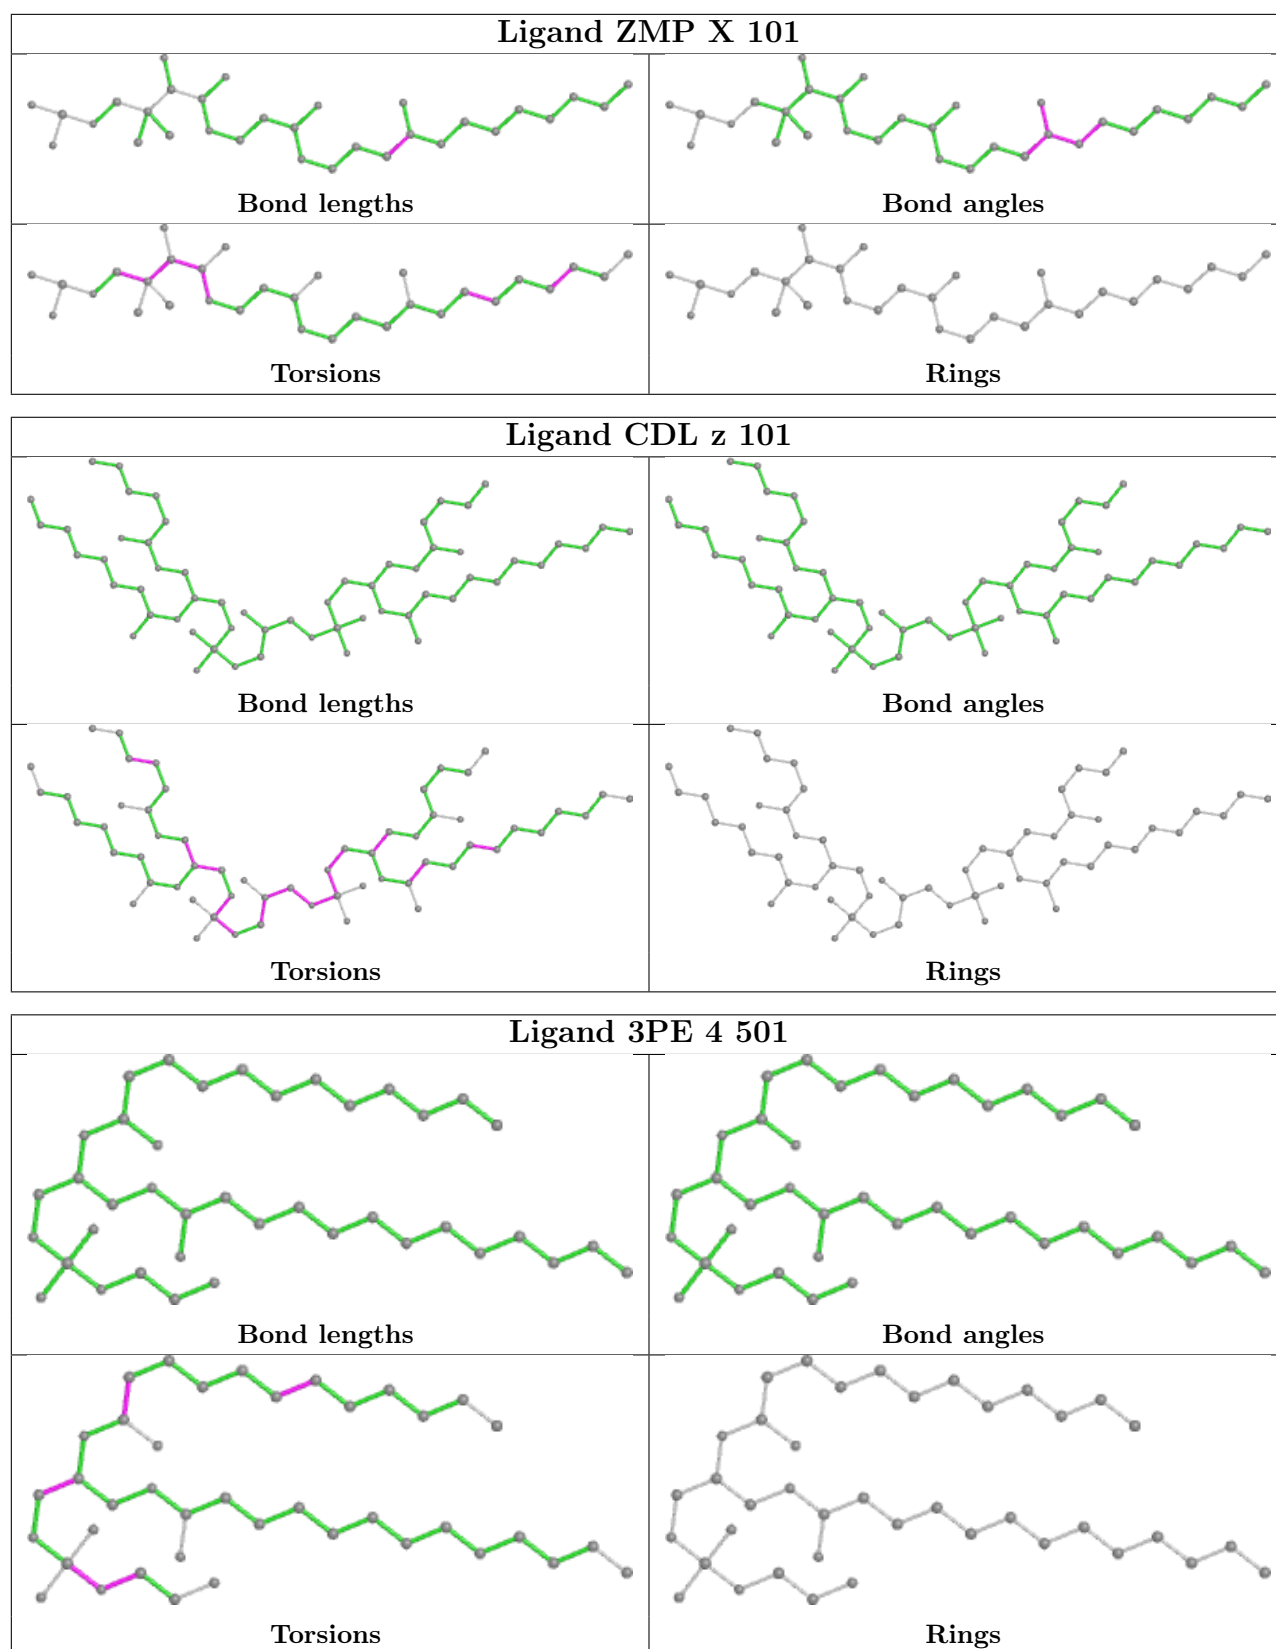 Ligand ZMP X 101
Bond lengths
Bond angles
Torsions
Rings
Ligand CDL z 101
Bond lengths
Bond angles
Torsions
Rings
Ligand 3PE 4 501
Bond lengths
Bond angles
Torsions
Rings